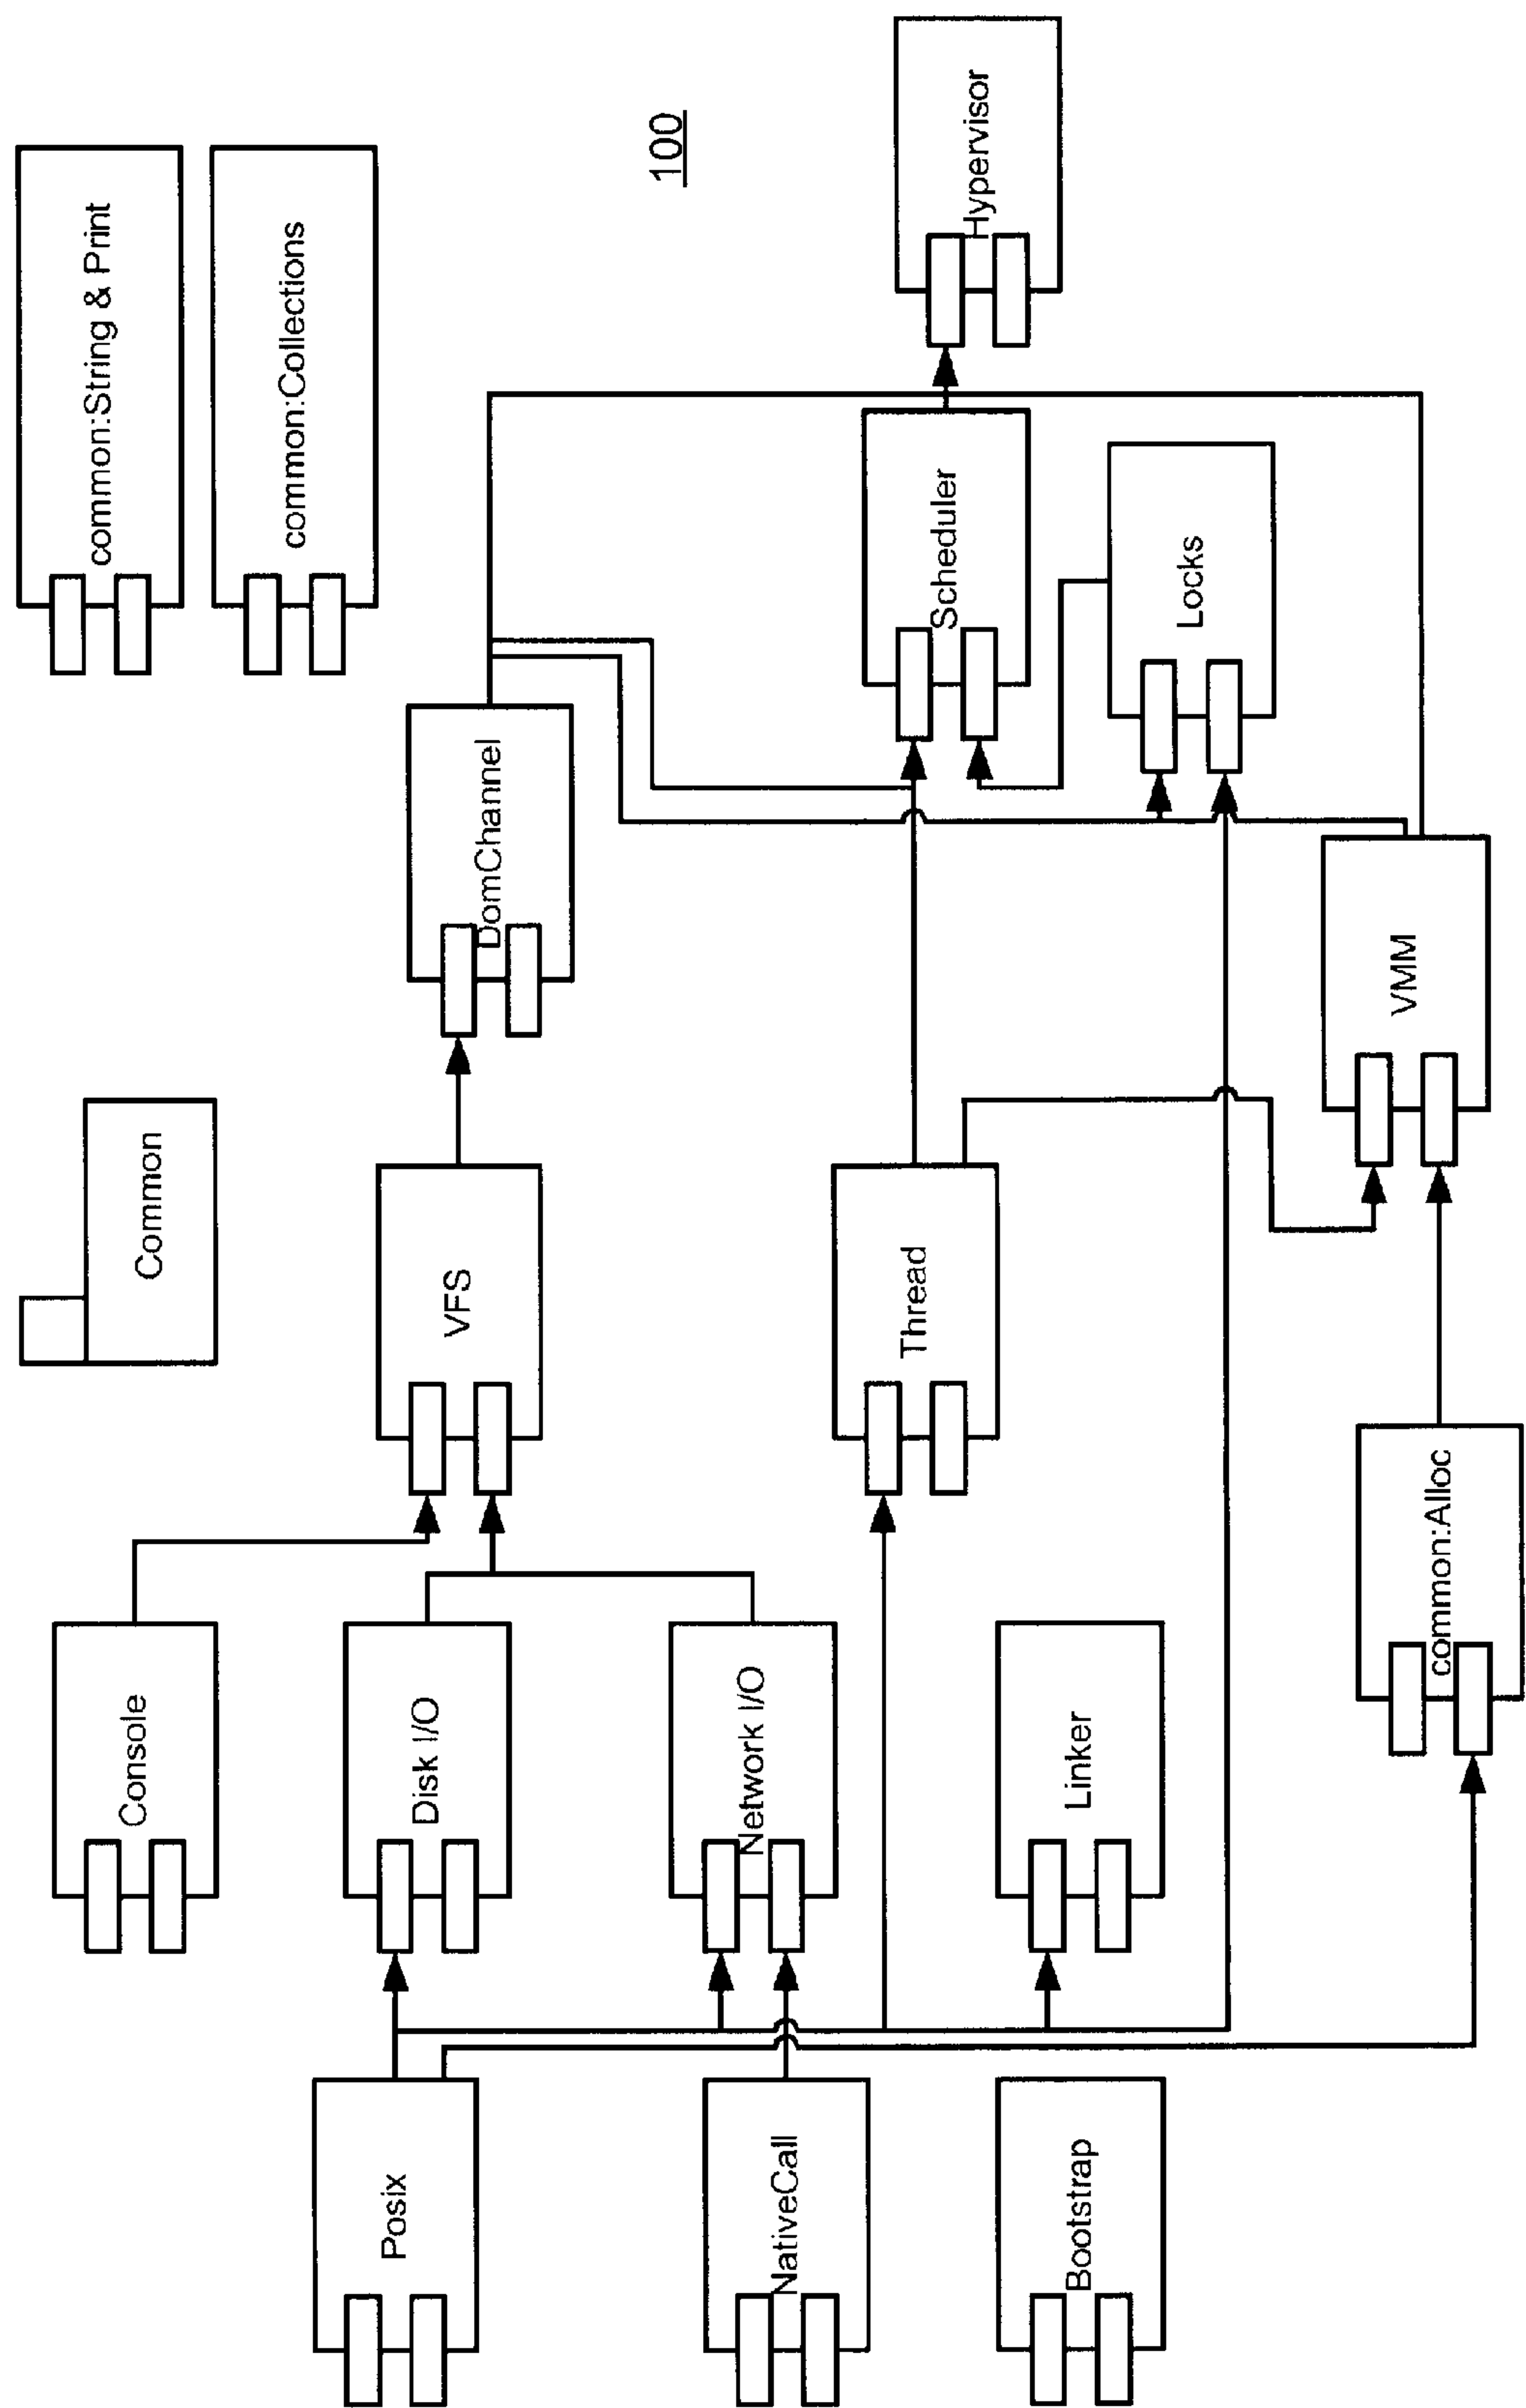 Console
Common
common:String & Print
common:Collections
Posix
Disk I/O
VFS
DomChannel
100
NativeCall
Network I/O
Thread
Scheduler
Hypervisor
Bootstrap
Linker
Locks
common:Alloc
VMM